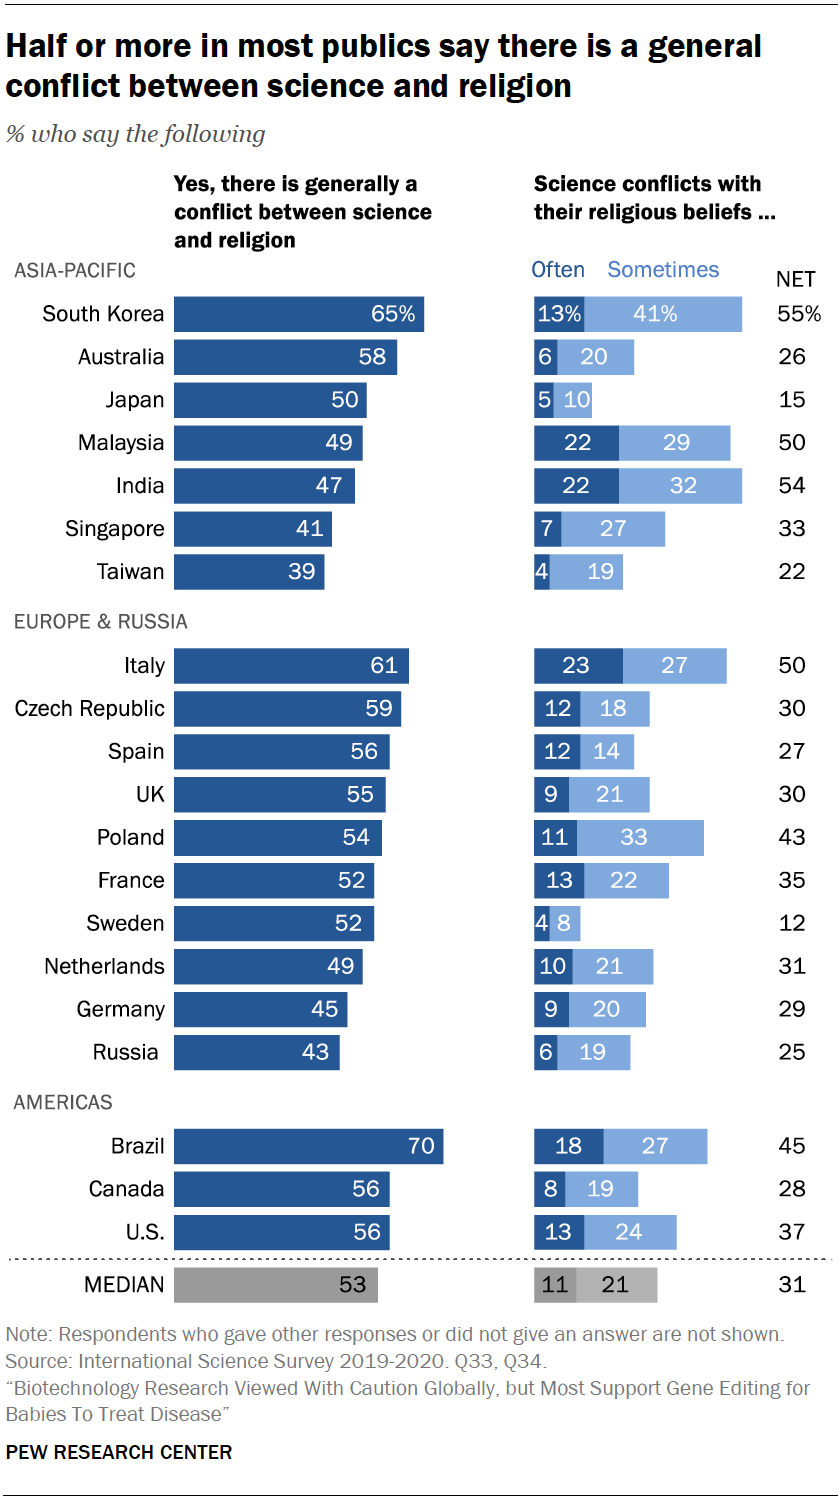 Half or more in most publics say there is a general
conflict between science and religion
% who say the following
Yes, there is generally a
conflict between science
and religion
Science conflicts with
their religious beliefs ...
ASIA-PACIFIC
Often Sometimes NET
South Korea 65% 13% 41% 55%
Australia 58 6 20 26
Japan 50 5 10 15
Malaysia 49 22 29 50
India 47 22 32 54
Singapore 41 7 27 33
Taiwan 39 4 19 22
EUROPE & RUSSIA
Italy 61 23 27 50
Czech Republic 59 12 18 30
Spain 56 12 14 27
UK 55 9 21 30
Poland 54 11 33 43
France 52 13 22 35
Sweden 52 4 8 12
Netherlands 49 10 21 31
Germany 45 9 20 29
Russia 43 6 19 25
AMERICAS
Brazil 70 18 27 45
Canada 56 8 19 28
U.S. 56 13 24 37
MEDIAN 53 11 21 31
Note: Respondents who gave other responses or did not give an answer are not shown.
Source: International Science Survey 2019-2020. Q33, Q34.
“Biotechnology Research Viewed With Caution Globally, but Most Support Gene Editing for
Babies To Treat Disease”
PEW RESEARCH CENTER